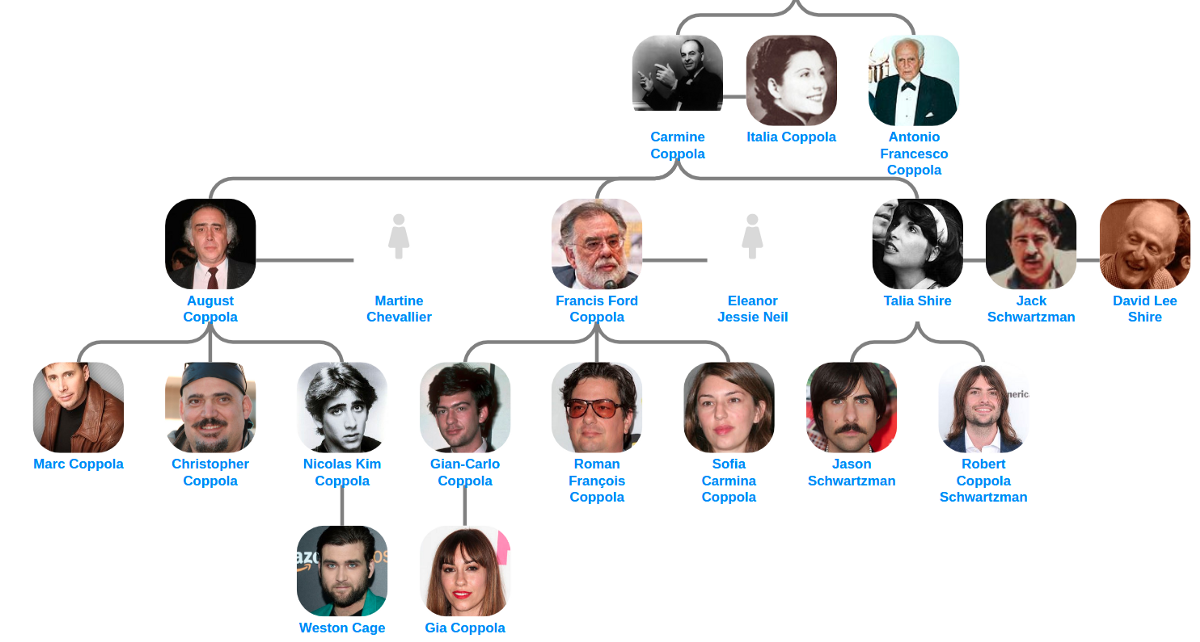 Carmine
Coppola
Italia Coppola
Antonio
Francesco
Coppola
August
Coppola
Martine
Chevallier
Francis Ford
Coppola
Eleanor
Jessie Neil
Talia Shire
Jack
Schwartzman
David Lee
Shire
Marc Coppola
Christopher
Coppola
Nicolas Kim
Coppola
Gian-Carlo
Coppola
Roman
François
Coppola
Sofia
Carmina
Coppola
Jason
Schwartzman
Robert
Coppola
Schwartzman
Weston Cage
Gia Coppola